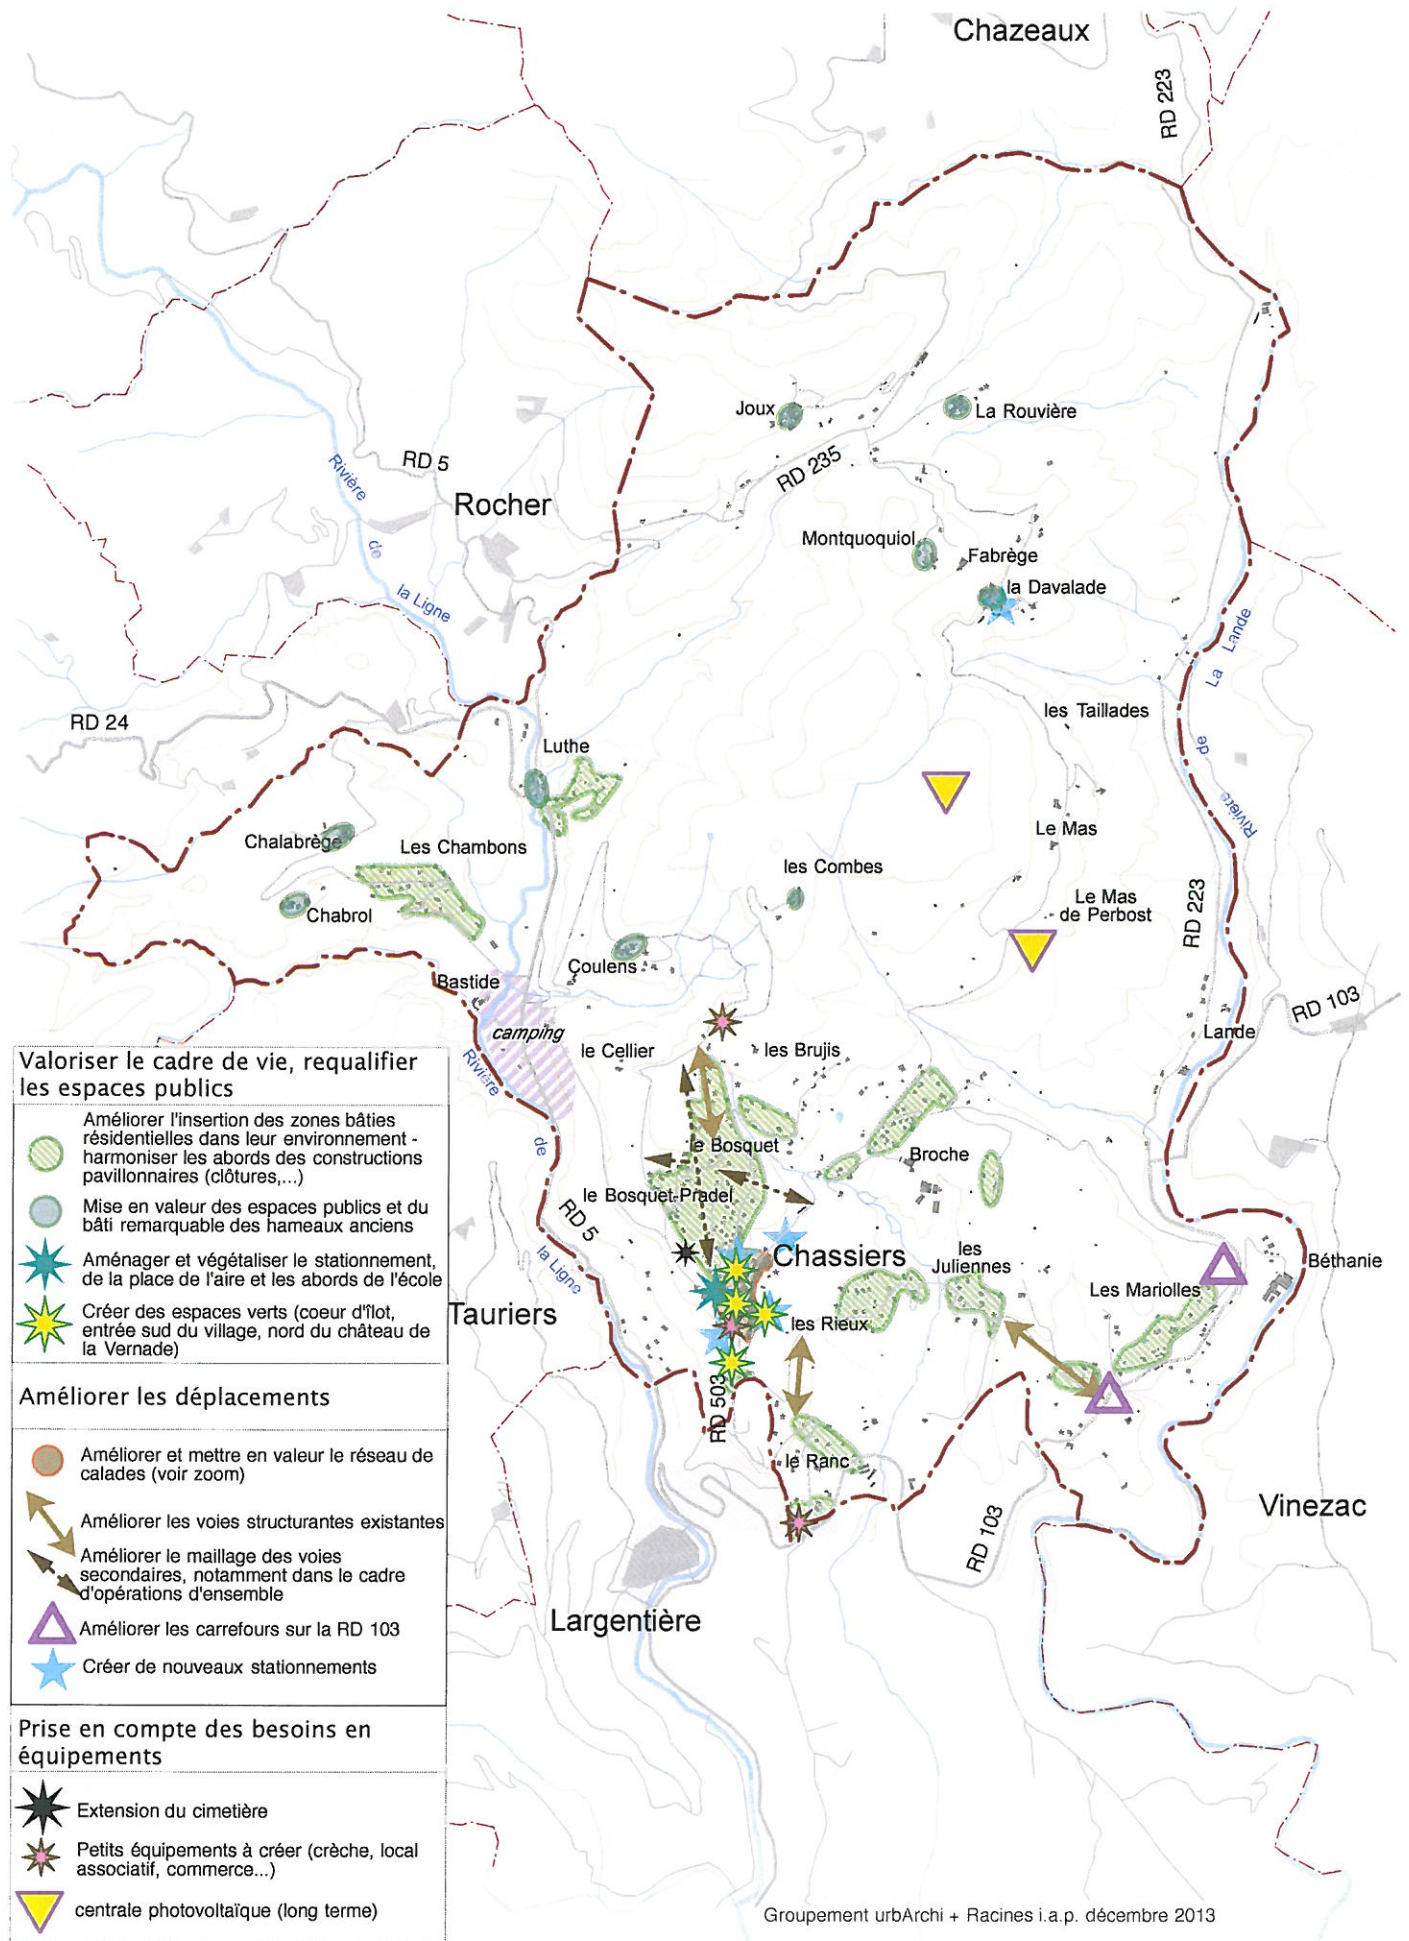 Chazeaux
RD 223
Joux
La Rouvière
RD 5
RD 235
Rivière
de
la Ligne
Rocher
Montquoquiol
Fabrège
la Davalade
La Lande
de
Rivière
RD 24
les Taillades
Luthe
Chalabrège
Les Chambons
Le Mas
les Combes
Chabrol
Le Mas
de Perbost
RD 223
Coulens
Bastide
camping
RD 103
Lande
le Cellier
les Brujis
Rivière
de
la Ligne
le Bosquet
Broche
le Bosquet-Pradel
RD 5
Chassiers
les
Juliennes
Béthanie
Les Mariolles
Tauriers
les Rieux
RD 503
le Ranc
Vinezac
RD 103
Largentière
Valoriser le cadre de vie, requalifier
les espaces publics
Améliorer l'insertion des zones bâties
résidentielles dans leur environnement -
harmoniser les abords des constructions
pavillonnaires (clôtures,...)
Mise en valeur des espaces publics et du
bâti remarquable des hameaux anciens
Aménager et végétaliser le stationnement,
de la place de l'aire et les abords de l'école
Créer des espaces verts (coeur d'îlot,
entrée sud du village, nord du château de
la Vernade)
Améliorer les déplacements
Améliorer et mettre en valeur le réseau de
calades (voir zoom)
Améliorer les voies structurantes existantes
Améliorer le maillage des voies
secondaires, notamment dans le cadre
d'opérations d'ensemble
Améliorer les carrefours sur la RD 103
Créer de nouveaux stationnements
Prise en compte des besoins en
équipements
Extension du cimetière
Petits équipements à créer (crèche, local
associatif, commerce...)
centrale photovoltaïque (long terme)
Groupement urbArchi + Racines i.a.p. décembre 2013